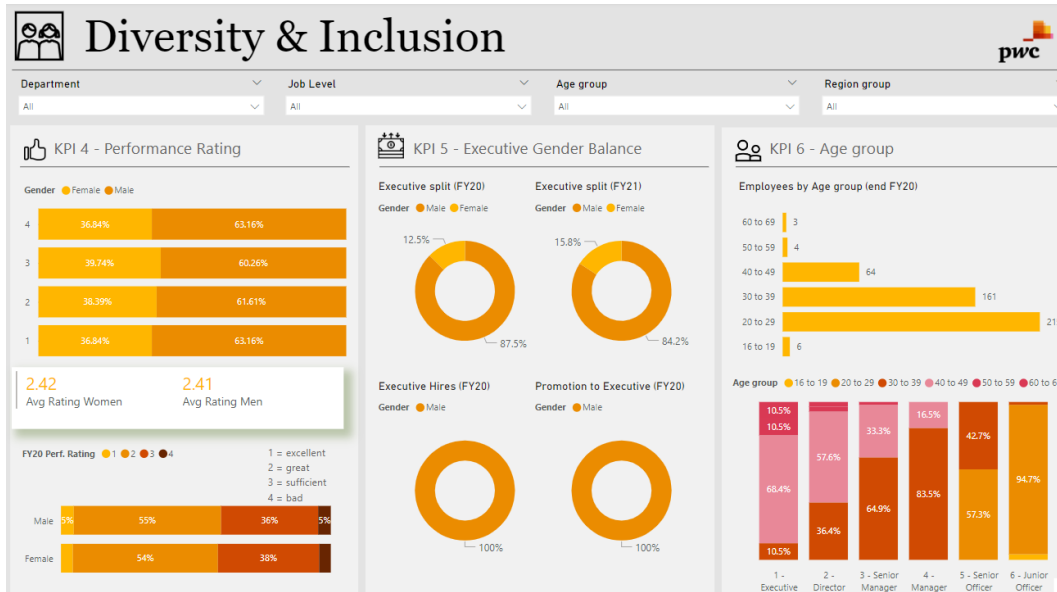 Diversity & Inclusion
pwc
Department
Job Level
Age group
Region group
All
All
All
All
KPI 4 - Performance Rating
Gender Female Male
4 36.84% 63.16%
3 39.74% 60.26%
2 38.39% 61.61%
1 36.84% 63.16%
2.42
Avg Rating Women
2.41
Avg Rating Men
FY20 Perf. Rating 1 2 3 4
1 = excellent
2 = great
3 = sufficient
4 = bad
Male 5% 55% 36% 5%
Female 54% 38%
KPI 5 - Executive Gender Balance
Executive split (FY20)
Gender Male Female
12.5%
87.5%
Executive split (FY21)
Gender Male Female
15.8%
84.2%
Executive Hires (FY20)
Gender Male
100%
Promotion to Executive (FY20)
Gender Male
100%
KPI 6 - Age group
Employees by Age group (end FY20)
60 to 69 3
50 to 59 4
40 to 49 64
30 to 39 161
20 to 29
16 to 19 6
Age group 16 to 19 20 to 29 30 to 39 40 to 49 50 to 59 60 to 6
10.5%
10.5%
68.4%
10.5%
57.6%
36.4%
33.3%
64.9%
16.5%
83.5%
42.7%
57.3%
94.7%
1 - Executive
2 - Director
3 - Senior Manager
4 - Manager
5 - Senior Officer
6 - Junior Officer